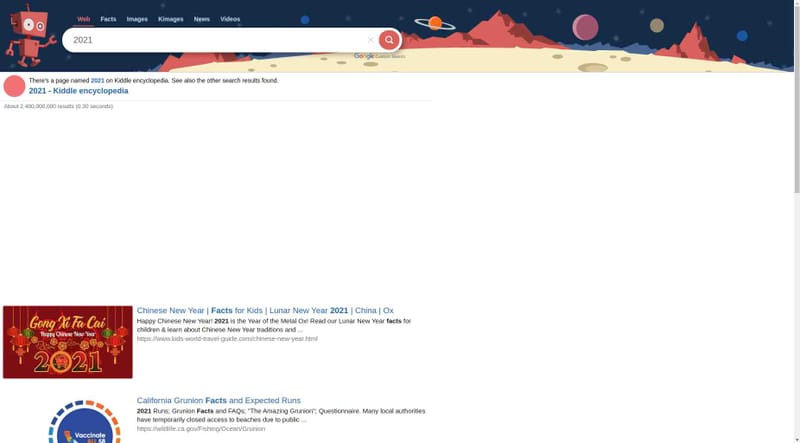 Web Facts Images Kimages News Videos
2021
Google Custom Search
There's a page named 2021 on Kiddle encyclopedia. See also the other search results found.
2021 - Kiddle encyclopedia
About 2,400,000,000 results (0.30 seconds)
Gong Xi Fa Cai
Happy Chinese New Year
2021
Chinese New Year | Facts for Kids | Lunar New Year 2021 | China | Ox
Happy Chinese New Year! 2021 is the Year of the Metal Ox! Read our Lunar New Year facts for
children & learn about Chinese New Year traditions and ...
https://www.kids-world-travel-guide.com/chinese-new-year.html
Vaccinate
ALL 58
California Grunion Facts and Expected Runs
2021 Runs; Grunion Facts and FAQs; "The Amazing Grunion"; Questionnaire. Many local authorities
have temporarily closed access to beaches due to public ...
https://wildlife.ca.gov/Fishing/Ocean/Grunion